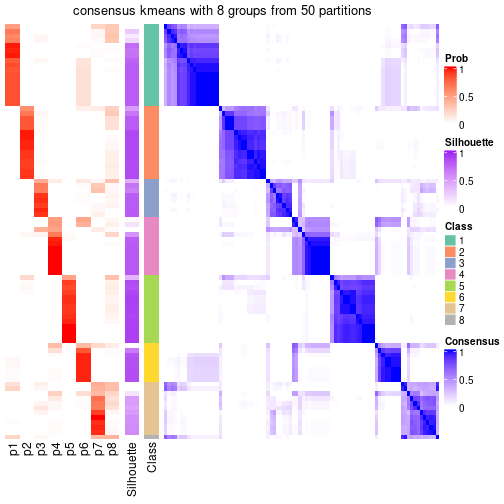 consensus kmeans with 8 groups from 50 partitions
Prob
1
0.5
0
Silhouette
1
0.5
0
Class
1
2
3
4
5
6
7
8
Consensus
1
0.5
0
p1
p2
p3
p4
p5
p6
p7
p8
Silhouette
Class